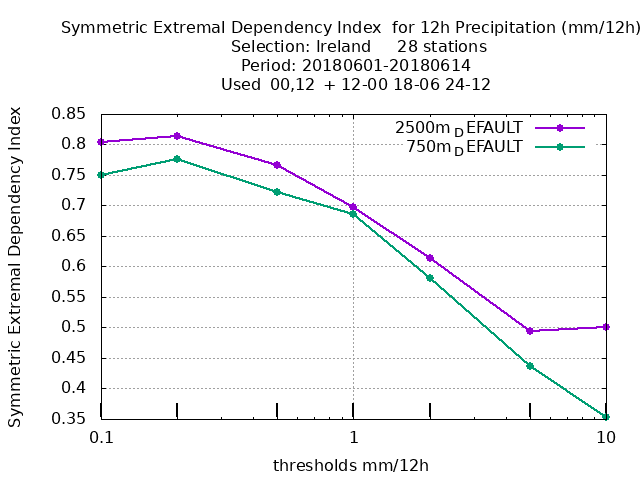 Symmetric Extremal Dependency Index  for 12h Precipitation (mm/12h)
Selection: Ireland     28 stations
Period: 20180601-20180614
Used  00,12  + 12-00 18-06 24-12
2500m_DEFAULT
750m_DEFAULT
Symmetric Extremal Dependency Index
0.85
0.8
0.75
0.7
0.65
0.6
0.55
0.5
0.45
0.4
0.35
0.1 1 10
thresholds mm/12h